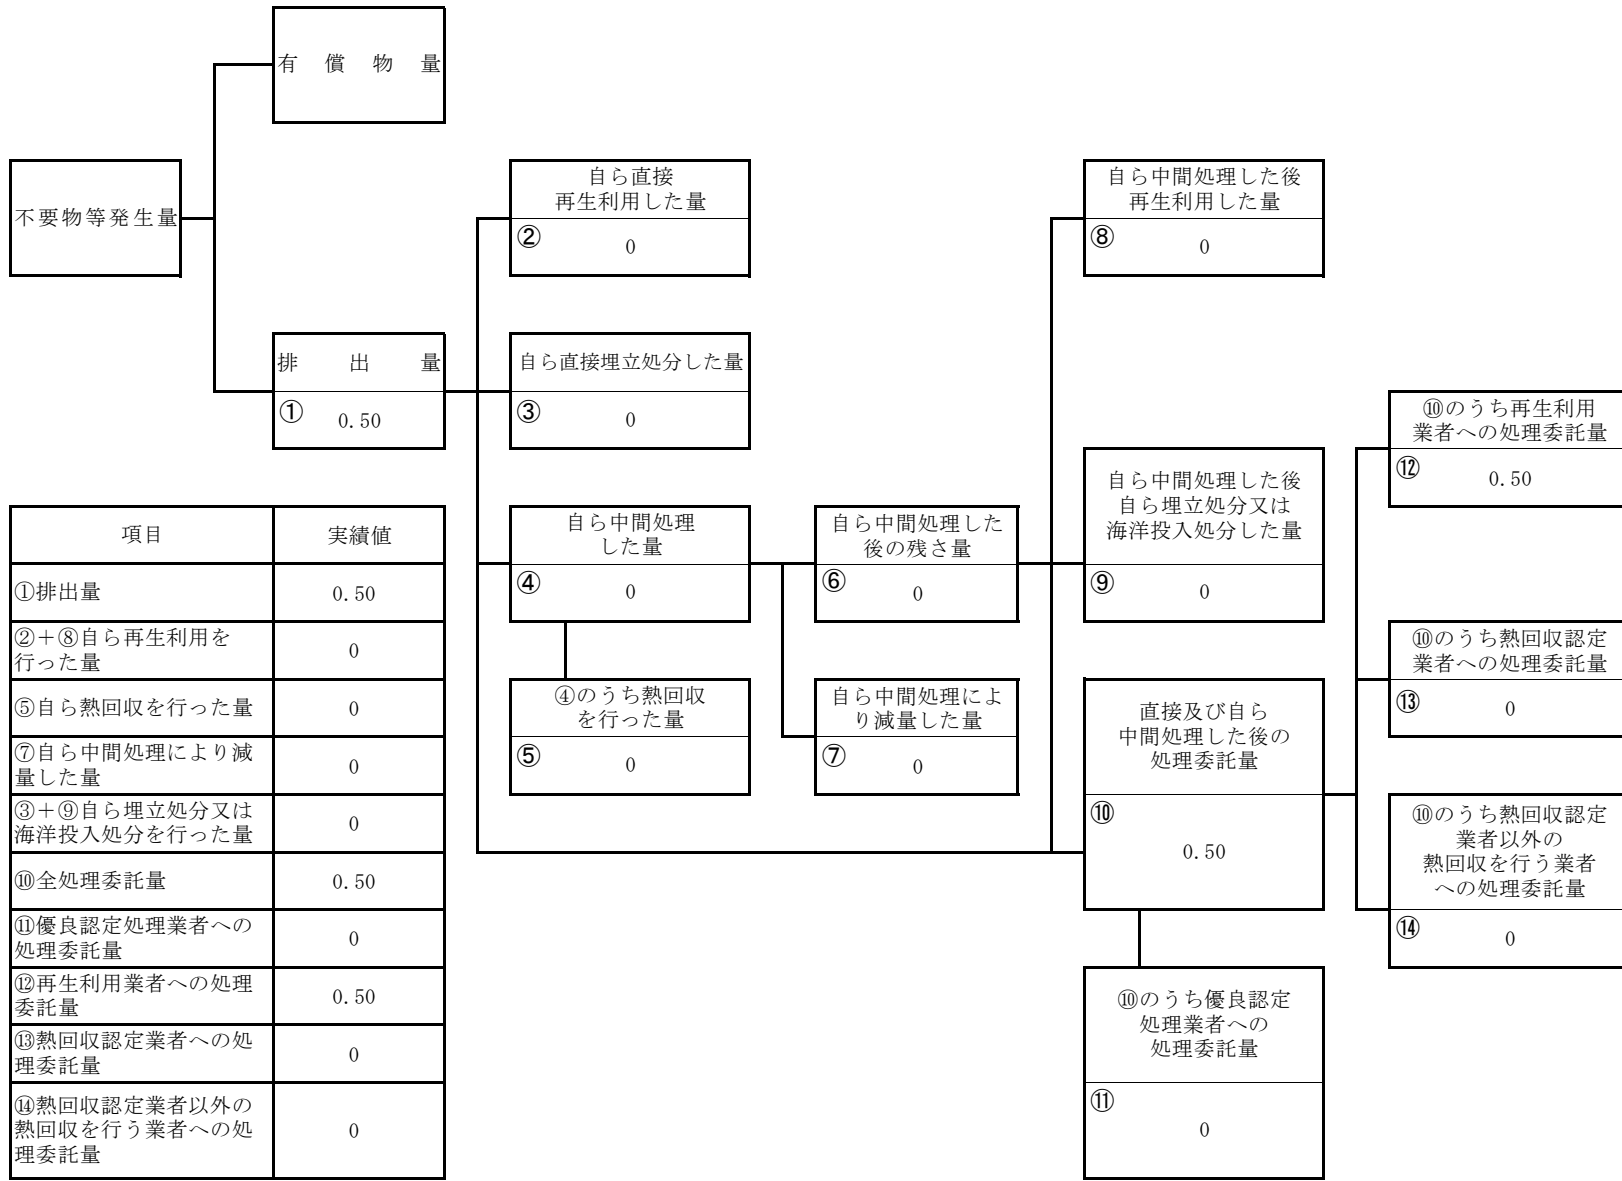 有償物量
不要物等発生量
自ら直接
再生利用した量
②
0
自ら中間処理した後
再生利用した量
⑧
0
排出量
①
0.50
自ら直接埋立処分した量
③
0
⑩のうち再生利用
業者への処理委託量
⑫
0.50
自ら中間処理
した量
④
0
自ら中間処理した
後の残さ量
⑥
0
自ら中間処理した後
自ら埋立処分又は
海洋投入処分した量
⑨
0
⑩のうち熱回収認定
業者への処理委託量
⑬
0
④のうち熱回収
を行った量
⑤
0
自ら中間処理によ
り減量した量
⑦
0
直接及び自ら
中間処理した後の
処理委託量
⑩
0.50
⑩のうち熱回収認定
業者以外の
熱回収を行う業者
への処理委託量
⑭
0
⑩のうち優良認定
処理業者への
処理委託量
⑪
0
項目 実績値
①排出量 0.50
②+⑧自ら再生利用を
行った量
0
⑤自ら熱回収を行った量 0
⑦自ら中間処理により減
量した量
0
③+⑨自ら埋立処分又は
海洋投入処分を行った量
0
⑩全処理委託量 0.50
⑪優良認定処理業者への
処理委託量
0
⑫再生利用業者への処理
委託量
0.50
⑬熱回収認定業者への処
理委託量
0
⑭熱回収認定業者以外の
熱回収を行う業者への処
理委託量
0